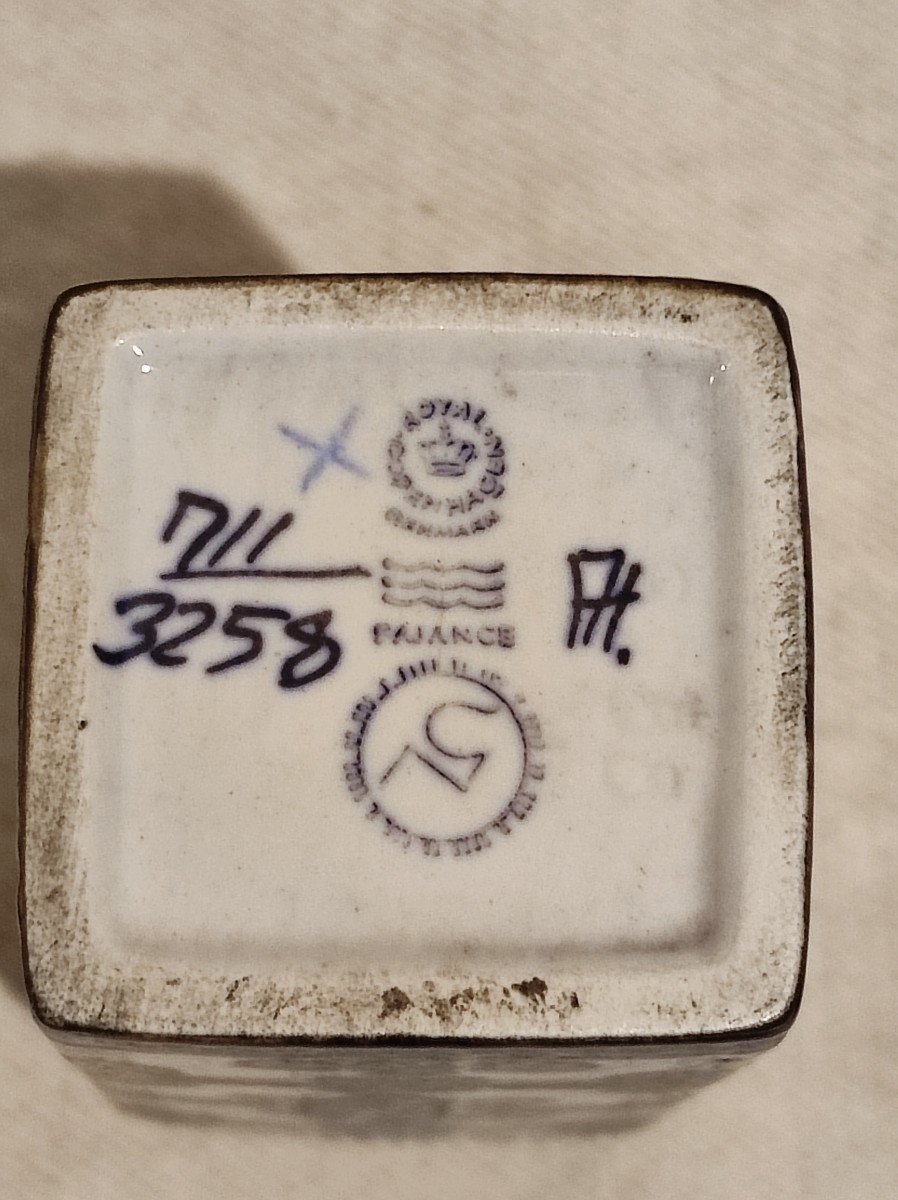 ROYAL COPENHAGEN
DENMARK
711
3258
FAJANCE